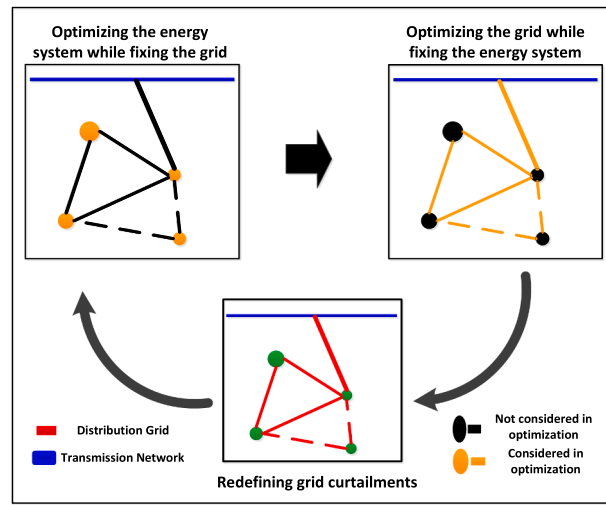 Optimizing the energy
system while fixing the grid
Optimizing the grid while
fixing the energy system
Distribution Grid
Transmission Network
Redefining grid curtailments
Not considered in
optimization
Considered in
optimization